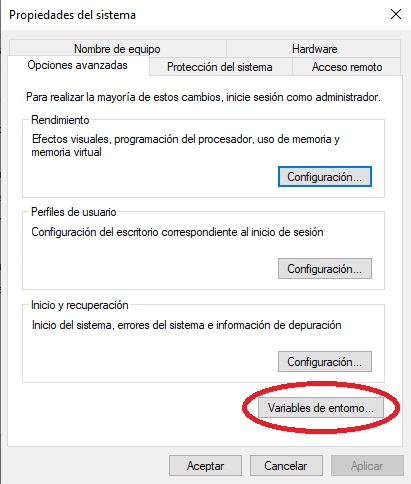 Propiedades del sistema
Nombre de equipo
Hardware
Opciones avanzadas
Protección del sistema
Acceso remoto
Para realizar la mayoría de estos cambios, inicie sesión como administrador.
Rendimiento
Efectos visuales, programación del procesador, uso de memoria y
memoria virtual
Configuración...
Perfiles de usuario
Configuración del escritorio correspondiente al inicio de sesión
Configuración...
Inicio y recuperación
Inicio del sistema, errores del sistema e información de depuración
Configuración...
Variables de entorno...
Aceptar
Cancelar
Aplicar